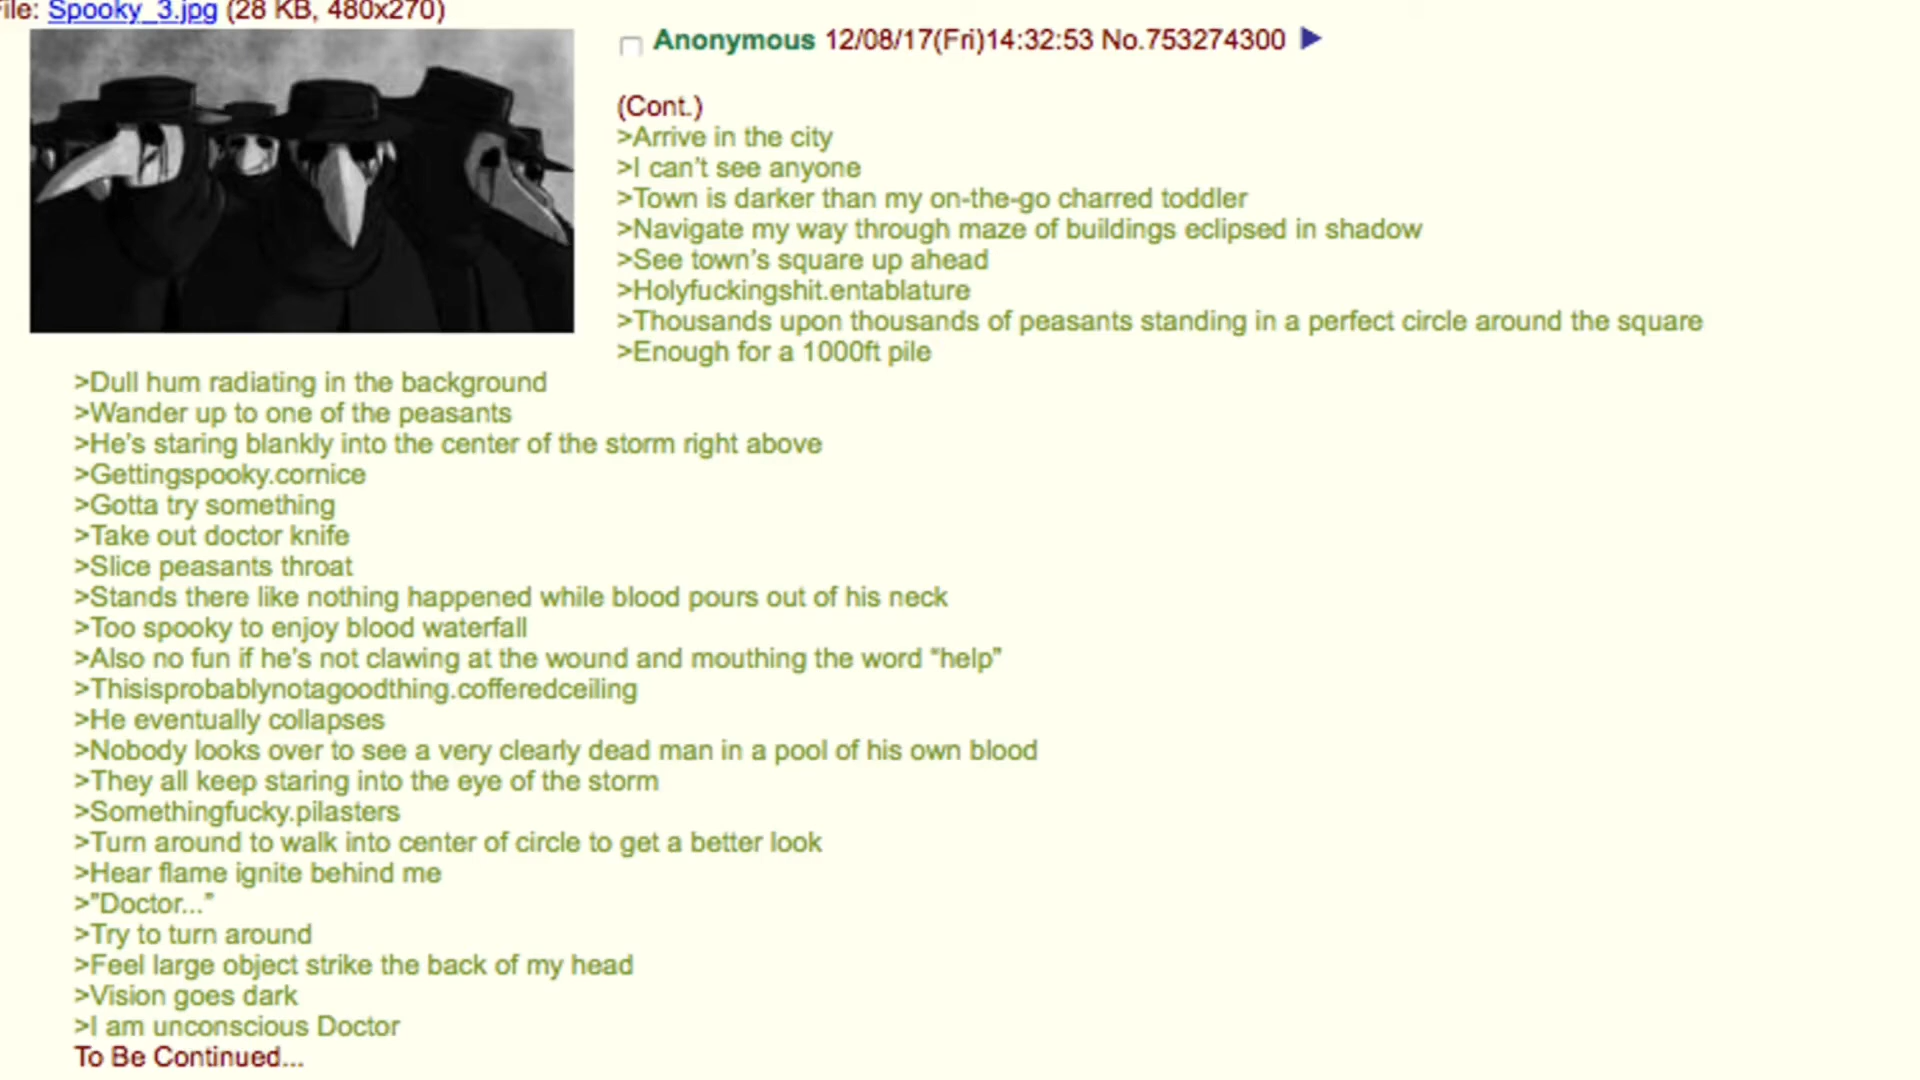 File: Spooky_3.jpg (28 KB, 480x270)
Anonymous 12/08/17(Fri)14:32:53 No.753274300
(Cont.)
>Arrive in the city
>I can't see anyone
>Town is darker than my on-the-go charred toddler
>Navigate my way through maze of buildings eclipsed in shadow
>See town's square up ahead
>Holyfuckingshit.entablature
>Thousands upon thousands of peasants standing in a perfect circle around the square
>Enough for a 1000ft pile
>Dull hum radiating in the background
>Wander up to one of the peasants
>He's staring blankly into the center of the storm right above
>Gettingspooky.cornice
>Gotta try something
>Take out doctor knife
>Slice peasants throat
>Stands there like nothing happened while blood pours out of his neck
>Too spooky to enjoy blood waterfall
>Also no fun if he's not clawing at the wound and mouthing the word “help”
>Thisisprobablynotagoodthing.cofferedceiling
>He eventually collapses
>Nobody looks over to see a very clearly dead man in a pool of his own blood
>They all keep staring into the eye of the storm
>Somethingfucky.pilasters
>Turn around to walk into center of circle to get a better look
>Hear flame ignite behind me
>”Doctor...”
>Try to turn around
>Feel large object strike the back of my head
>Vision goes dark
>I am unconscious Doctor
To Be Continued...